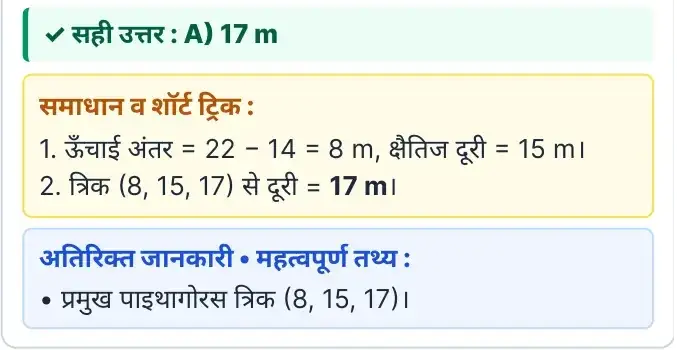 ✓ सही उत्तर : A) 17 m
समाधान व शॉर्ट ट्रिक :
1. ऊँचाई अंतर = 22 − 14 = 8 m, क्षैतिज दूरी = 15 m।
2. त्रिक (8, 15, 17) से दूरी = 17 m।
अतिरिक्त जानकारी • महत्वपूर्ण तथ्य :
• प्रमुख पाइथागोरस त्रिक (8, 15, 17)।